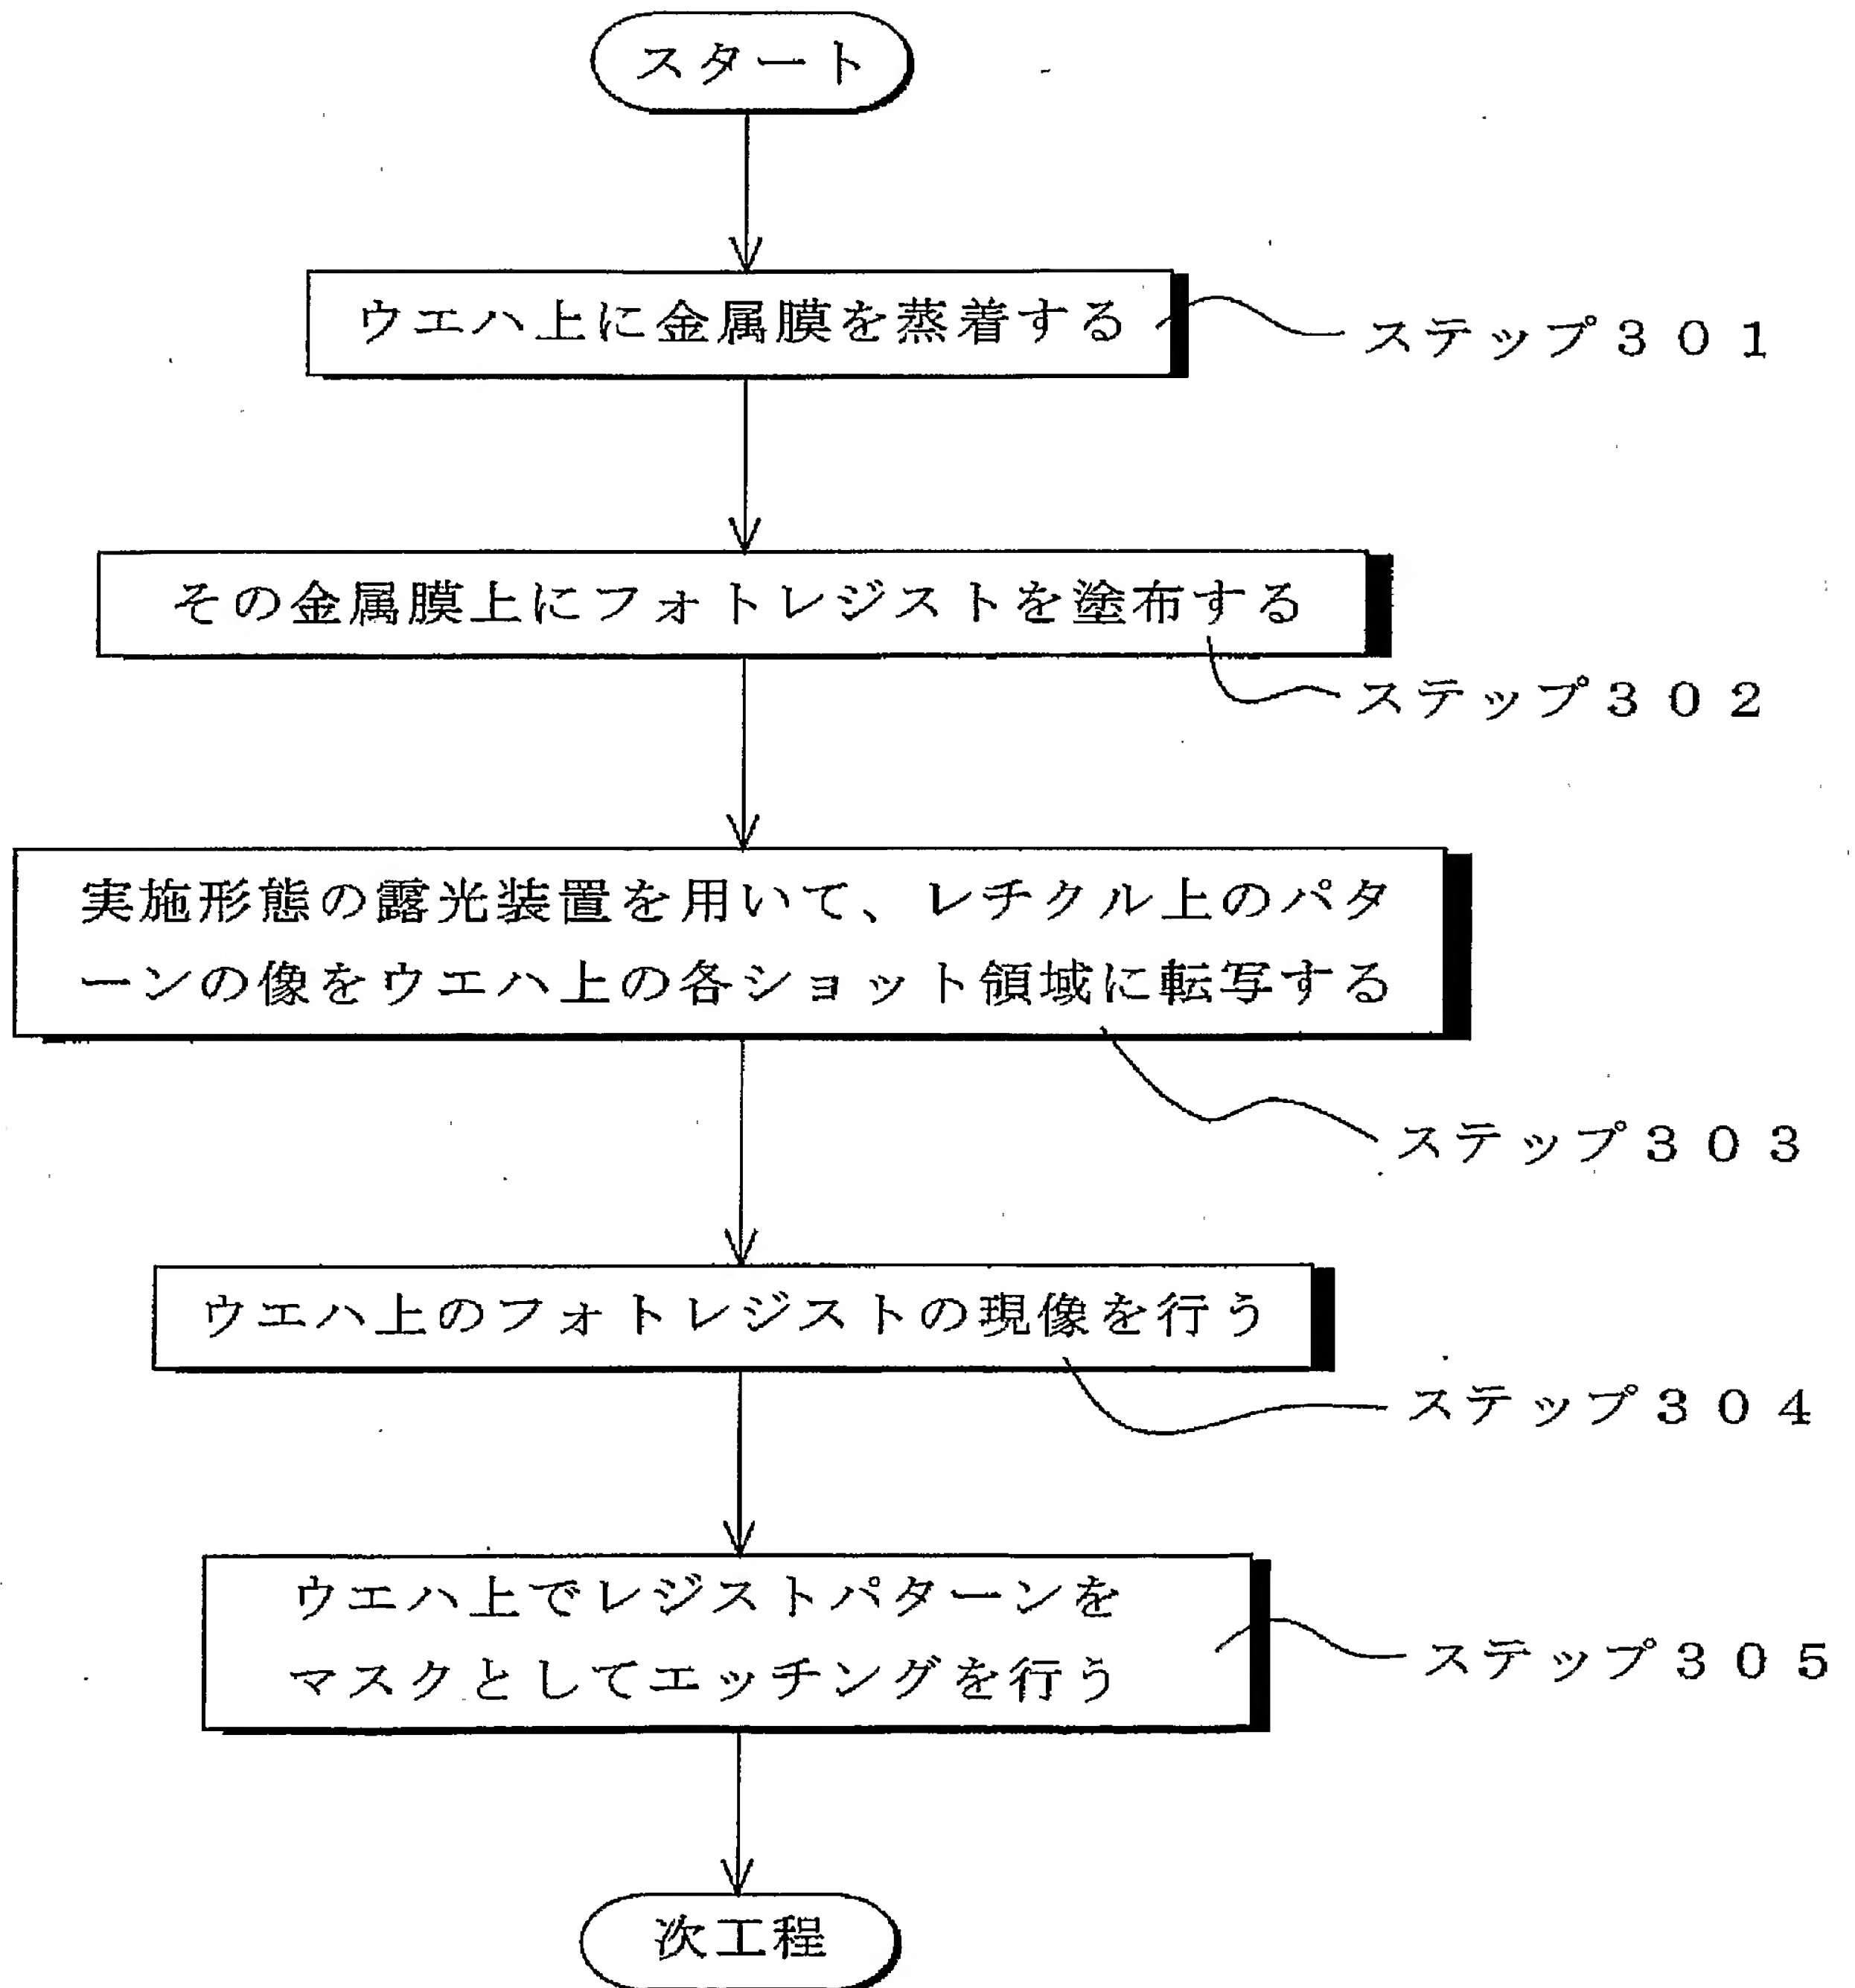 スタート
ウエハ上に金属膜を蒸着する
ステップ３０１
その金属膜上にフォトレジストを塗布する
ステップ３０２
実施形態の露光装置を用いて、レチクル上のパタ
ーンの像をウエハ上の各ショット領域に転写する
ステップ３０３
ウエハ上のフォトレジストの現像を行う
ステップ３０４
ウエハ上でレジストパターンを
マスクとしてエッチングを行う
ステップ３０５
次工程